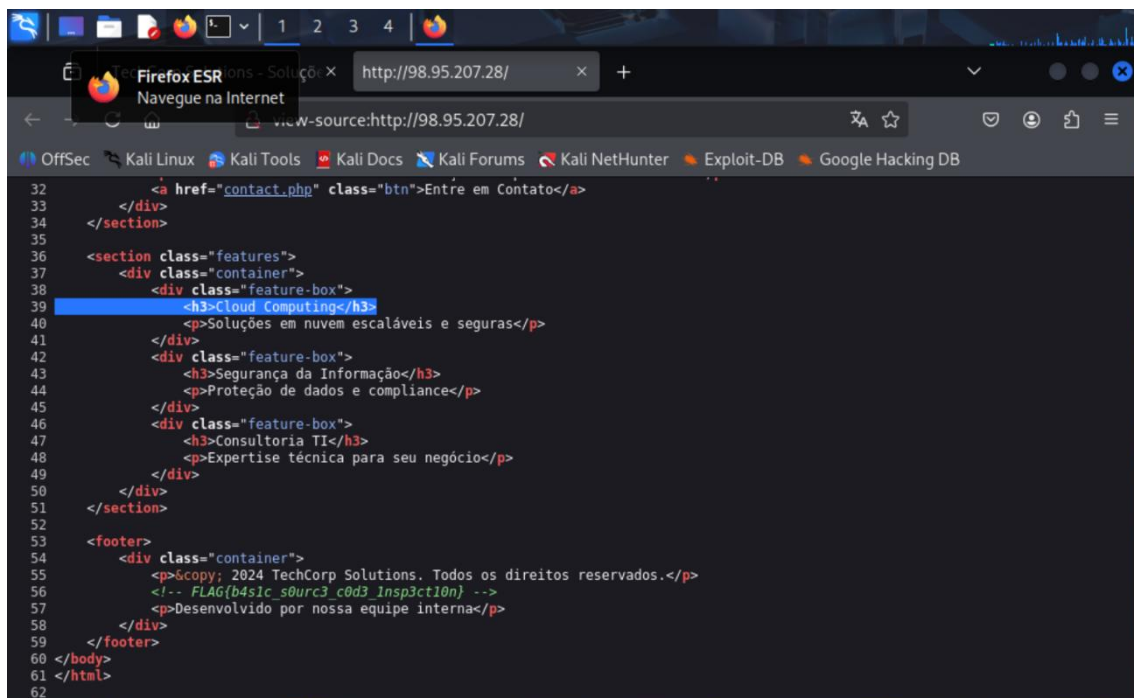 1 2 3 4
Firefox ESR
Navegue na Internet
http://98.95.207.28/
view-source:http://98.95.207.28/
OffSec Kali Linux Kali Tools Kali Docs Kali Forums Kali NetHunter Exploit-DB Google Hacking DB
32 <a href="contact.php" class="btn">Entre em Contato</a>
33 </div>
34 </section>
35
36 <section class="features">
37 <div class="container">
38 <div class="feature-box">
39 <h3>Cloud Computing</h3>
40 <p>Soluções em nuvem escaláveis e seguras</p>
41 </div>
42 <div class="feature-box">
43 <h3>Segurança da Informação</h3>
44 <p>Proteção de dados e compliance</p>
45 </div>
46 <div class="feature-box">
47 <h3>Consultoria TI</h3>
48 <p>Expertise técnica para seu negócio</p>
49 </div>
50 </div>
51 </section>
52
53 <footer>
54 <div class="container">
55 <p>&copy; 2024 TechCorp Solutions. Todos os direitos reservados.</p>
56 <!-- FLAG{b4s1c_s0urc3_c0d3_1nsp3ct10n} -->
57 <p>Desenvolvido por nossa equipe interna</p>
58 </div>
59 </footer>
60 </body>
61 </html>
62